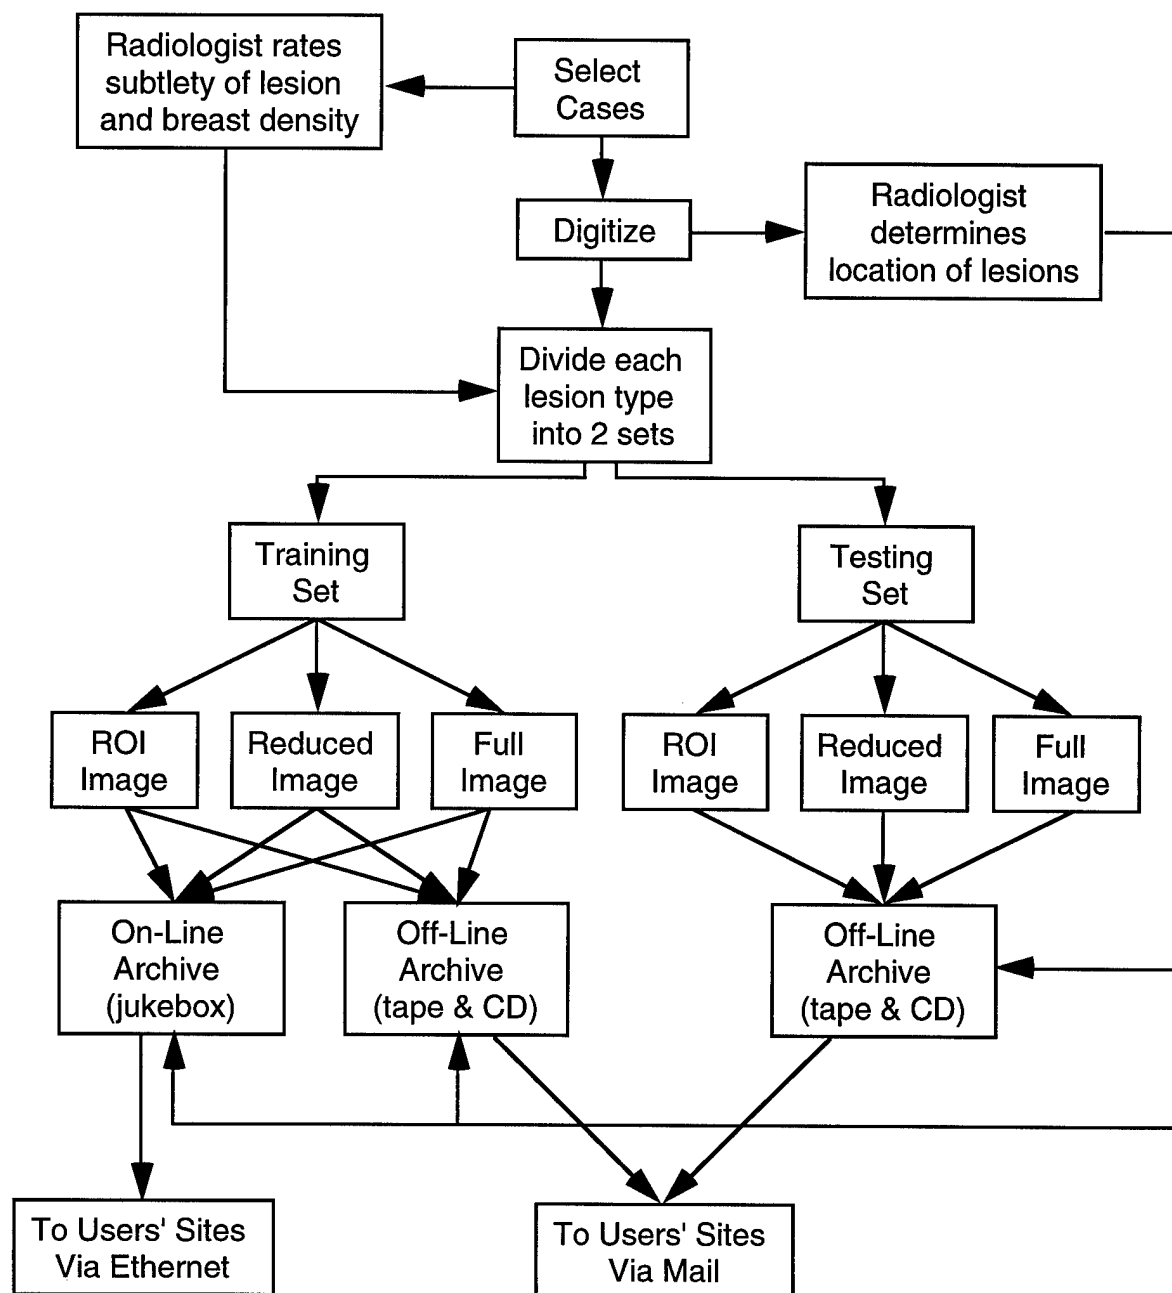 Radiologist rates
subtlety of lesion
and breast density
Select
Cases
Digitize
Radiologist
determines
location of lesions
Divide each
lesion type
into 2 sets
Training
Set
Testing
Set
ROI
Image
Reduced
Image
Full
Image
ROI
Image
Reduced
Image
Full
Image
On-Line
Archive
(jukebox)
Off-Line
Archive
(tape & CD)
Off-Line
Archive
(tape & CD)
To Users' Sites
Via Ethernet
To Users' Sites
Via Mail